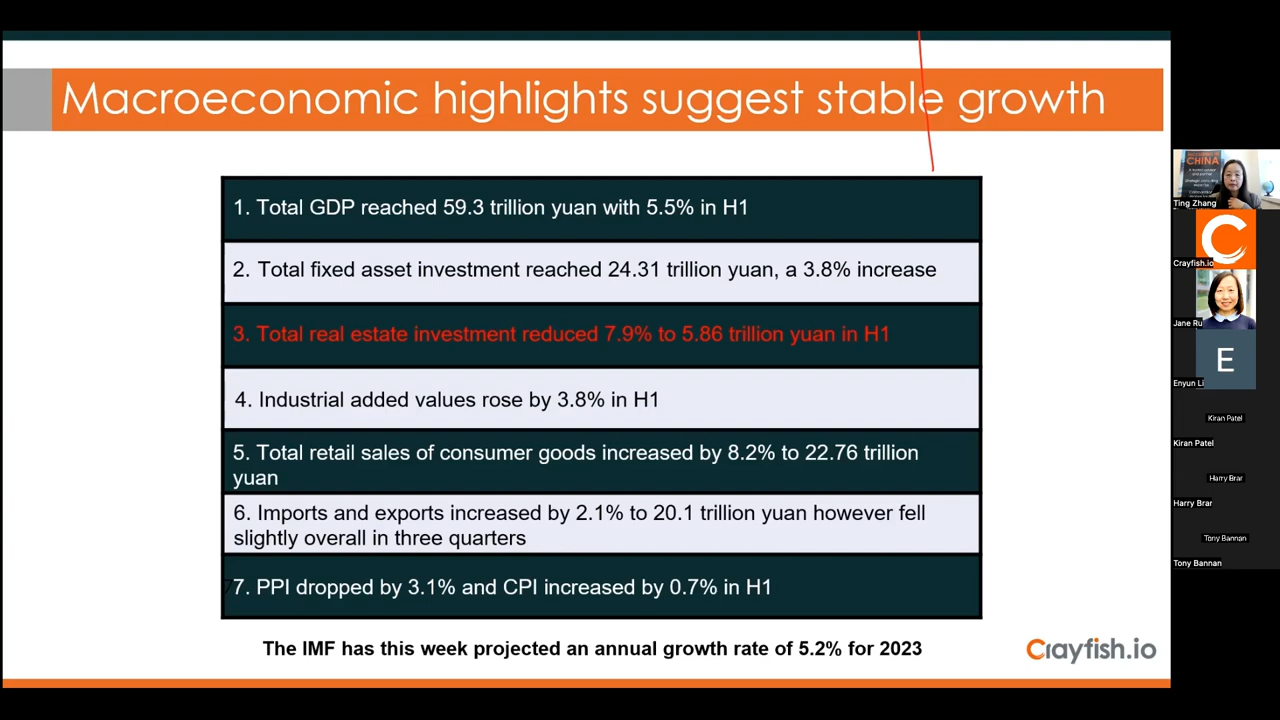 Macroeconomic highlights suggest stable growth
1. Total GDP reached 59.3 trillion yuan with 5.5% in H1
2. Total fixed asset investment reached 24.31 trillion yuan, a 3.8% increase
3. Total real estate investment reduced 7.9% to 5.86 trillion yuan in H1
4. Industrial added values rose by 3.8% in H1
5. Total retail sales of consumer goods increased by 8.2% to 22.76 trillion
yuan
6. Imports and exports increased by 2.1% to 20.1 trillion yuan however fell
slightly overall in three quarters
7. PPI dropped by 3.1% and CPI increased by 0.7% in H1
The IMF has this week projected an annual growth rate of 5.2% for 2023
Crayfish.io
CHINA
Ting Zhang
Crayfish.io
Jane Ru
E
Enyun Li
Kiran Patel
Kiran Patel
Harry Brar
Harry Brar
Tony Bannan
Tony Bannan